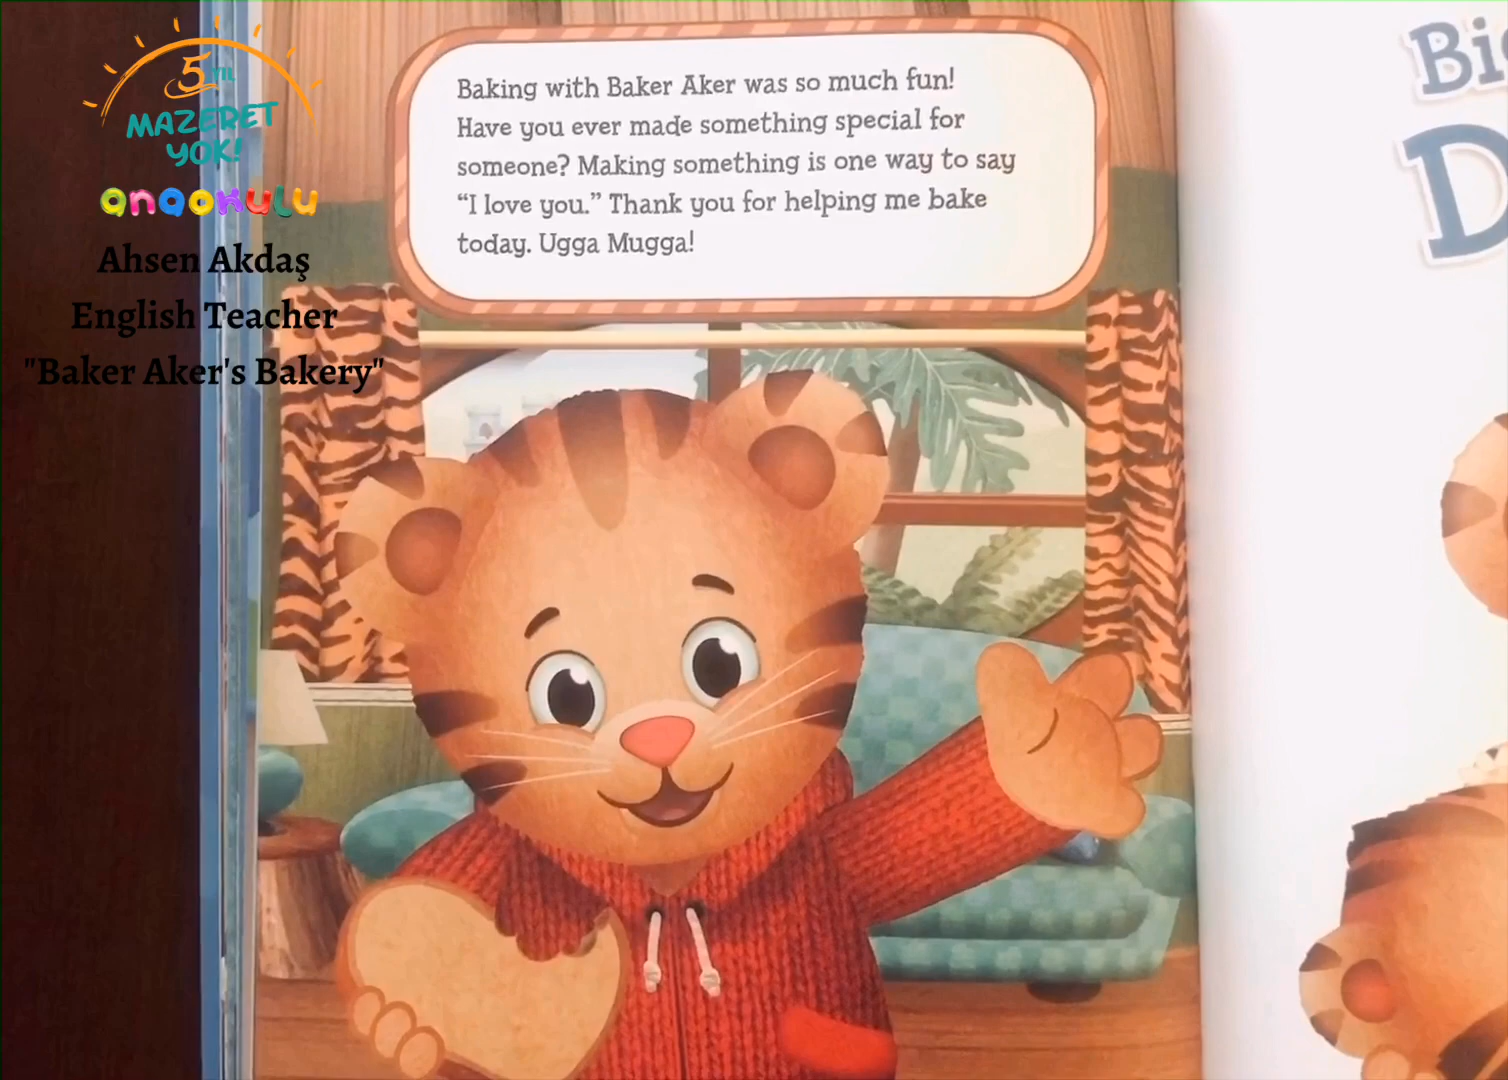 5.YIL
MAZERET
YOK!
anaokulu
Ahsen Akdaş
English Teacher
"Baker Aker's Bakery"
Baking with Baker Aker was so much fun!
Have you ever made something special for
someone? Making something is one way to say
“I love you.” Thank you for helping me bake
today. Ugga Mugga!